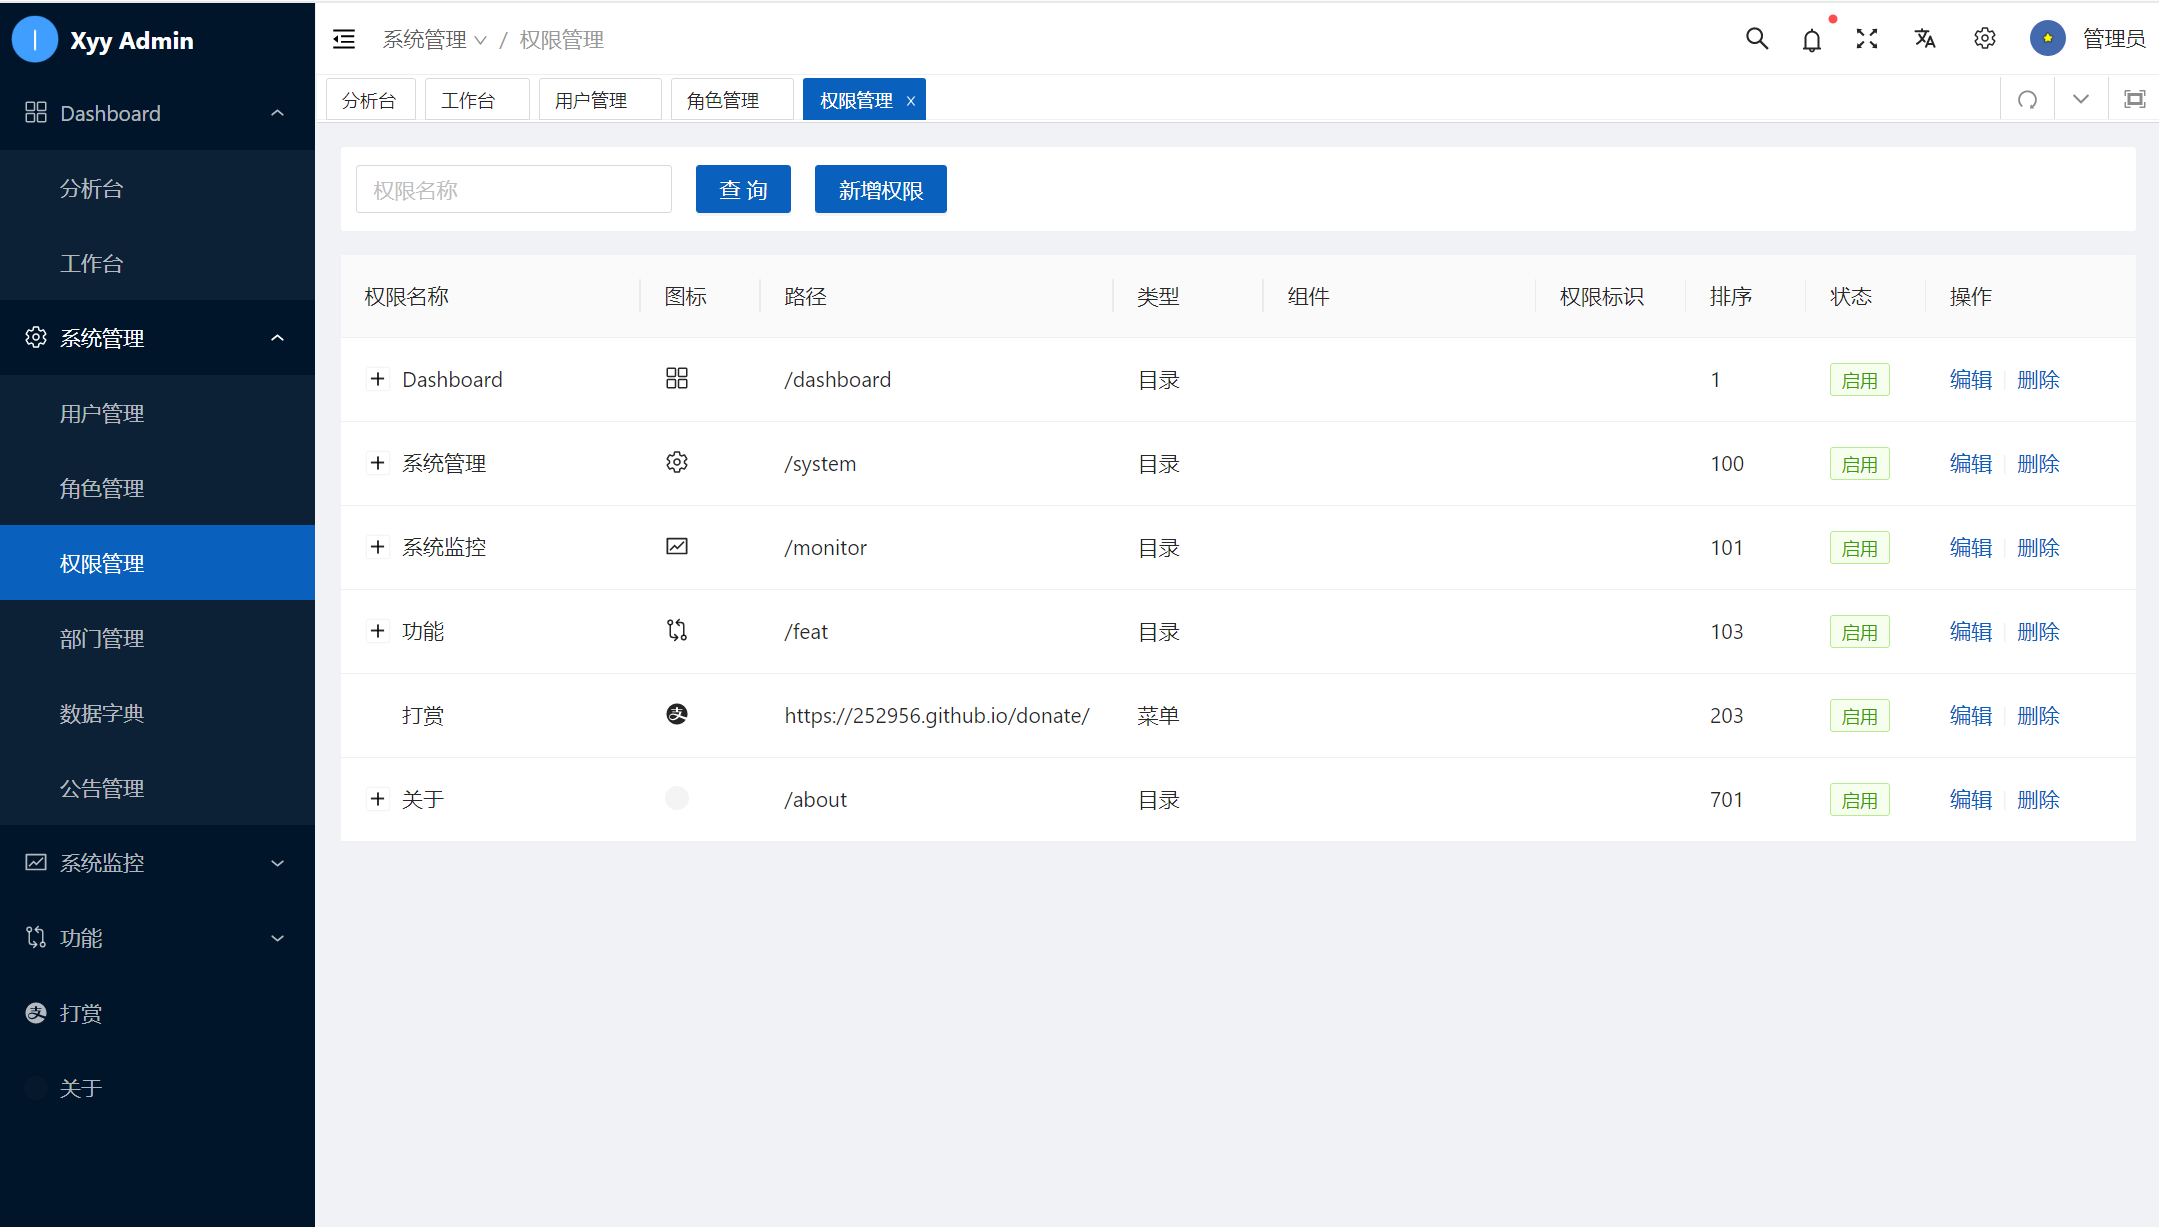 Xyy Admin
Dashboard
分析台
工作台
系统管理
用户管理
角色管理
权限管理
部门管理
数据字典
公告管理
系统监控
功能
打赏
关于
系统管理 / 权限管理
管理员
分析台 工作台 用户管理 角色管理 权限管理
权限名称 查 询 新增权限
权限名称 图标 路径 类型 组件 权限标识 排序 状态 操作
Dashboard /dashboard 目录 1 启用 编辑 删除
系统管理 /system 目录 100 启用 编辑 删除
系统监控 /monitor 目录 101 启用 编辑 删除
功能 /feat 目录 103 启用 编辑 删除
打赏 https://252956.github.io/donate/ 菜单 203 启用 编辑 删除
关于 /about 目录 701 启用 编辑 删除